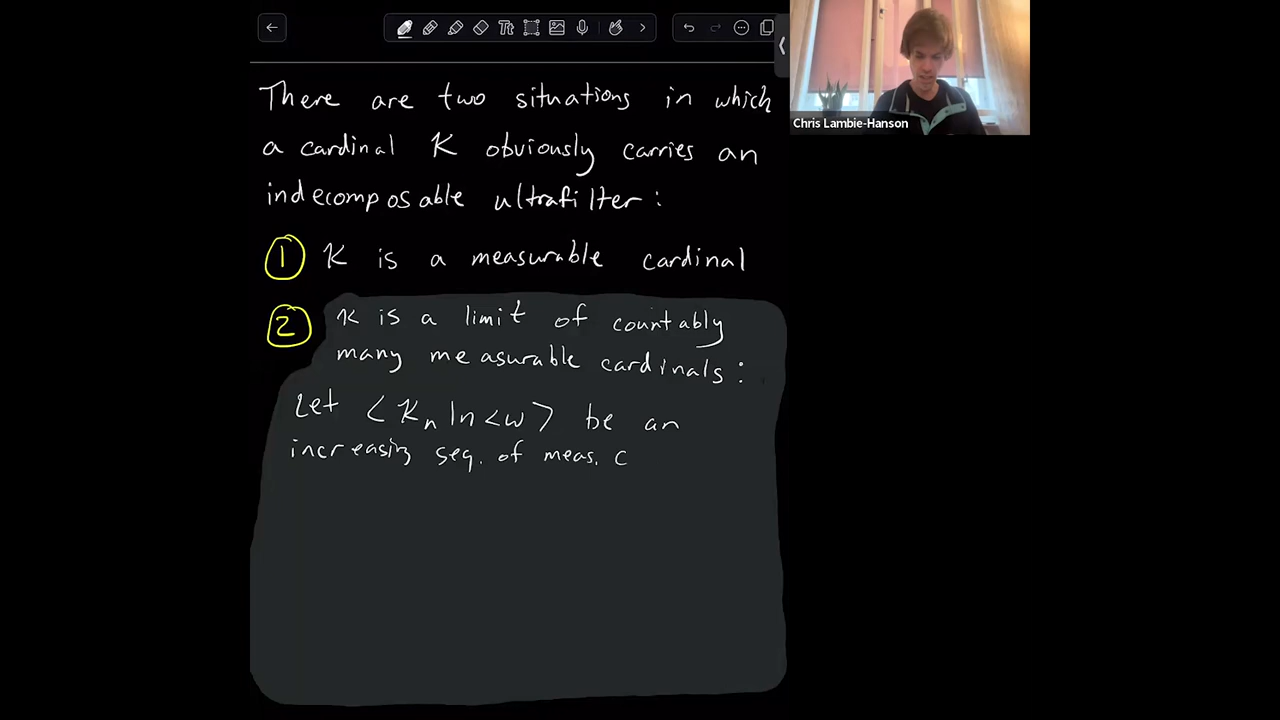 There are two situations in which
a cardinal κ obviously carries an
indecomposable ultrafilter :
① κ is a measurable cardinal
② κ is a limit of countably
many measurable cardinals :
Let < κₙ | n < ω > be an
increasing seq. of meas. c
Chris Lambie-Hanson